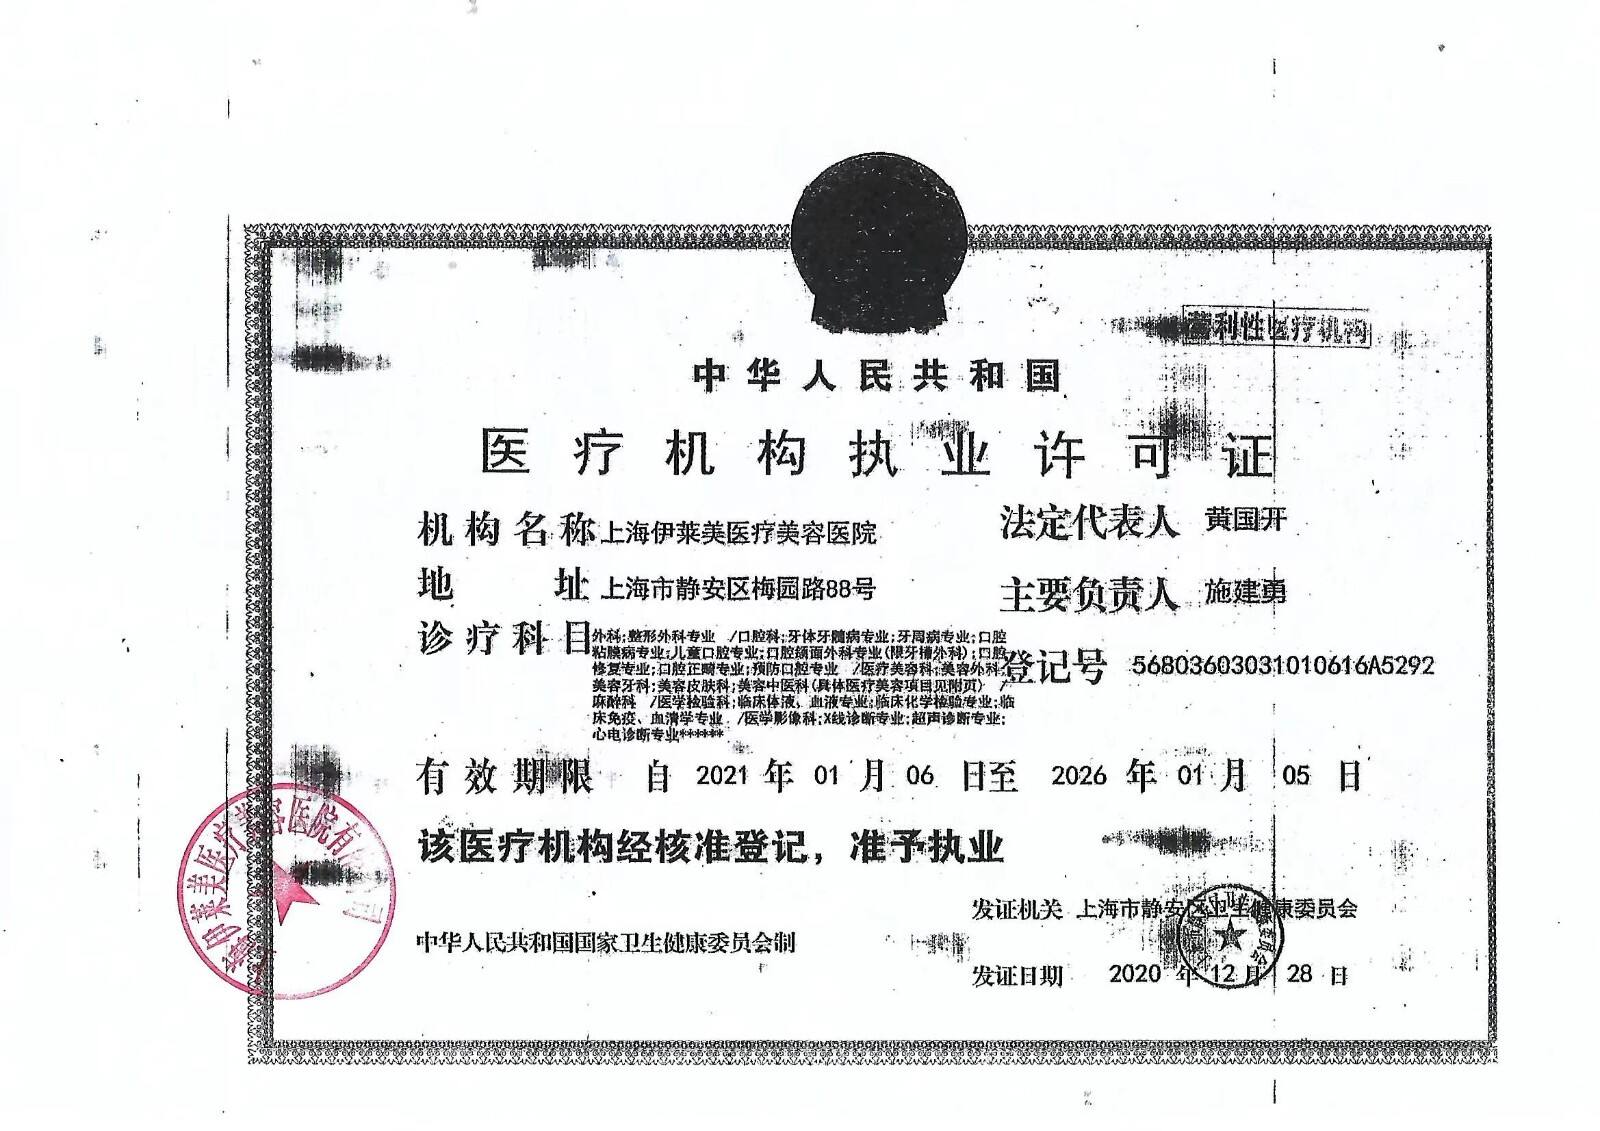 营利性医疗机构
中华人民共和国
医疗机构执业许可证
机构名称 上海伊莱美医疗美容医院
法定代表人 黄国开
地址 上海市静安区梅园路88号
主要负责人 施建勇
诊疗科目 外科;整形外科专业 /口腔科;牙体牙髓病专业;牙周病专业;口腔
粘膜病专业;儿童口腔专业;口腔颌面外科专业(限牙槽外科);口腔
修复专业;口腔正畸专业;预防口腔专业 /医疗美容科;美容外科;
美容牙科;美容皮肤科;美容中医科(具体医疗美容项目见附页) /
麻醉科 /医学检验科;临床体液、血液专业;临床化学检验专业;临
床免疫、血清学专业 /医学影像科;X线诊断专业;超声诊断专业;
心电诊断专业******
登记号 56803603031010616A5292
有效期限 自 2021 年 01 月 06 日至 2026 年 01 月 05 日
该医疗机构经核准登记，准予执业
发证机关 上海市静安区卫生健康委员会
中华人民共和国国家卫生健康委员会制
发证日期 2020 年 12 月 28 日
上海伊莱美医疗美容医院有限公司